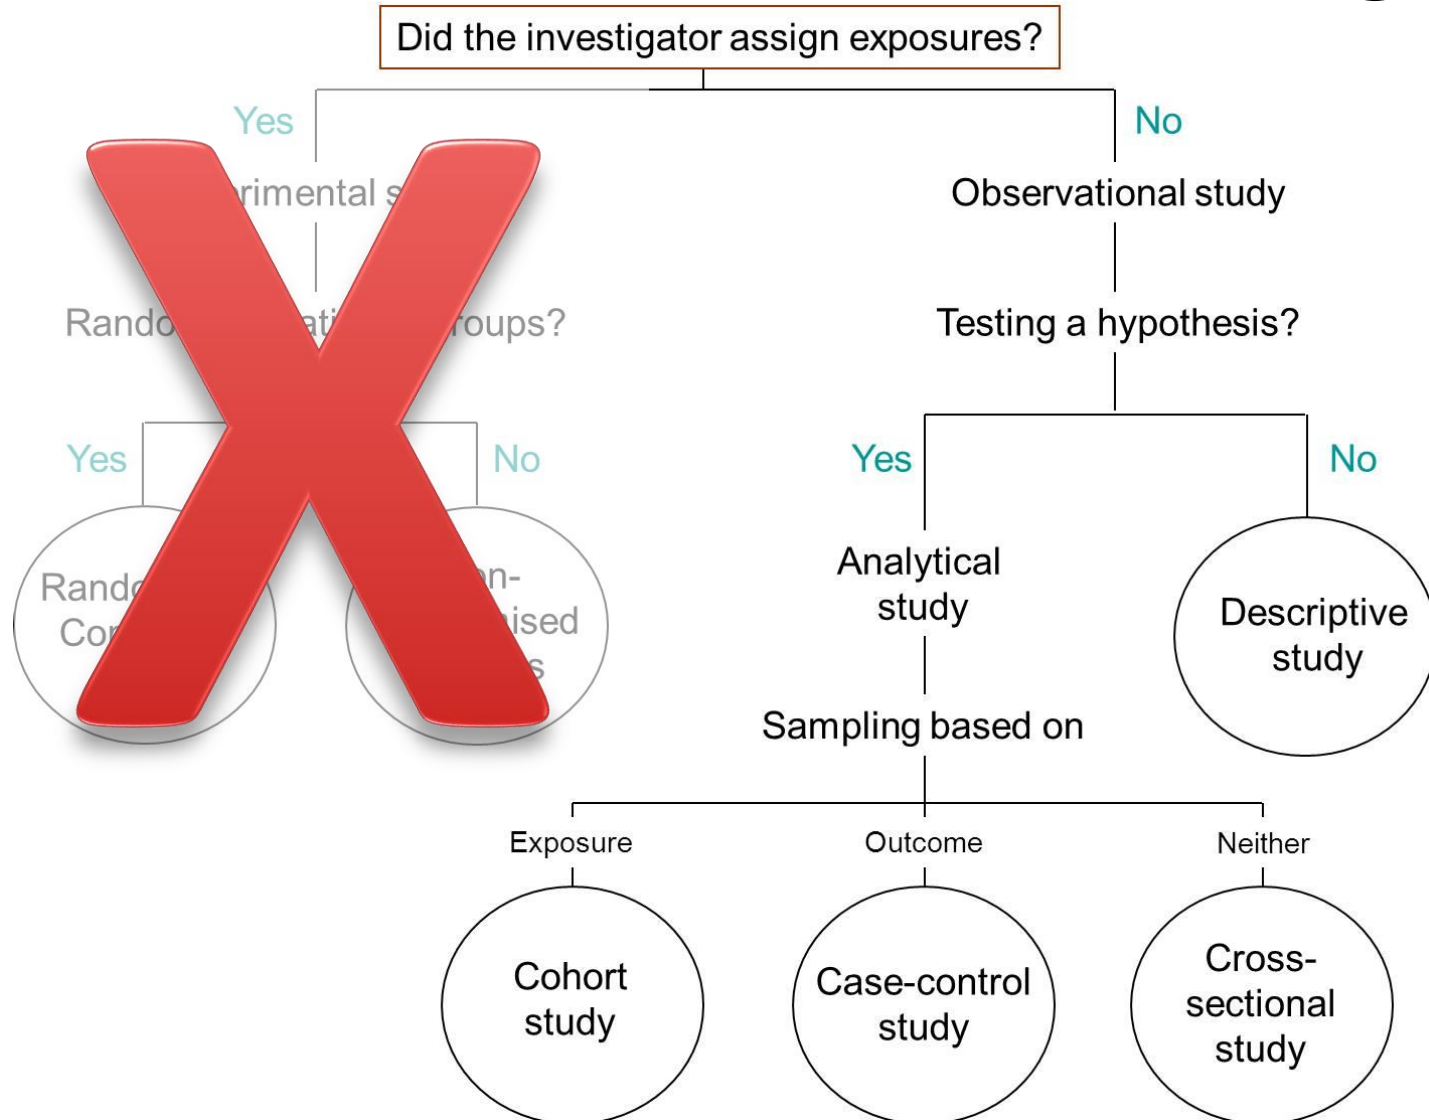 Did the investigator assign exposures?
Yes
No
Observational study
groups?
Testing a hypothesis?
Yes
No
Yes
No
Analytical
study
Descriptive
study
Sampling based on
Exposure
Outcome
Neither
Cohort
study
Case-control
study
Cross-
sectional
study